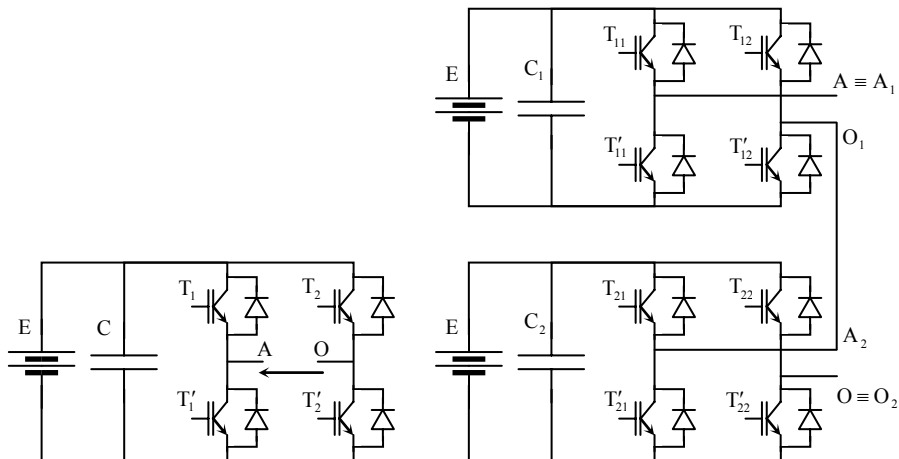 T₁₁
T₁₂
E
C₁
A ≡ A₁
O₁
T′₁₁
T′₁₂
T₁
T₂
E
C
A
O
T′₁
T′₂
T₂₁
T₂₂
E
C₂
A₂
T′₂₁
T′₂₂
O ≡ O₂